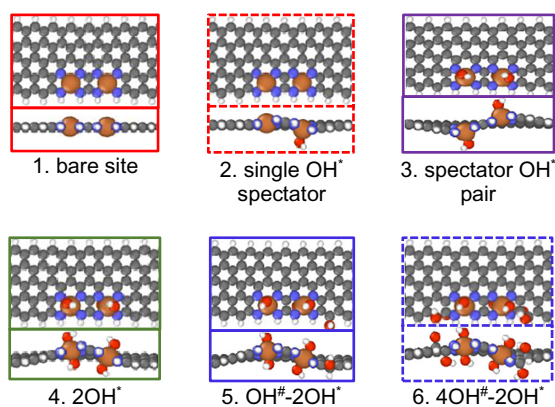 1. bare site
2. single OH*
spectator
3. spectator OH*
pair
4. 2OH*
5. OH#-2OH*
6. 4OH#-2OH*